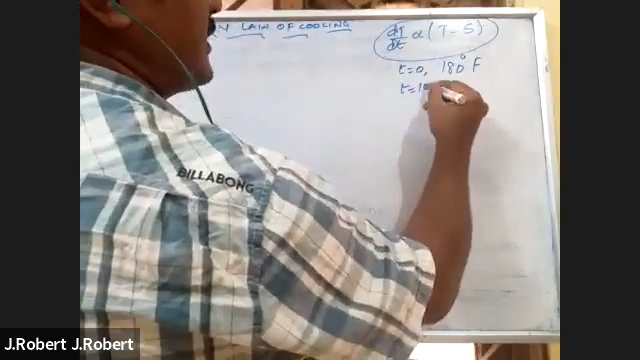 LAW OF COOLING
dT/dt α (T - S)
t=0, 180° F
t=1
BILLABONG
J.Robert J.Robert